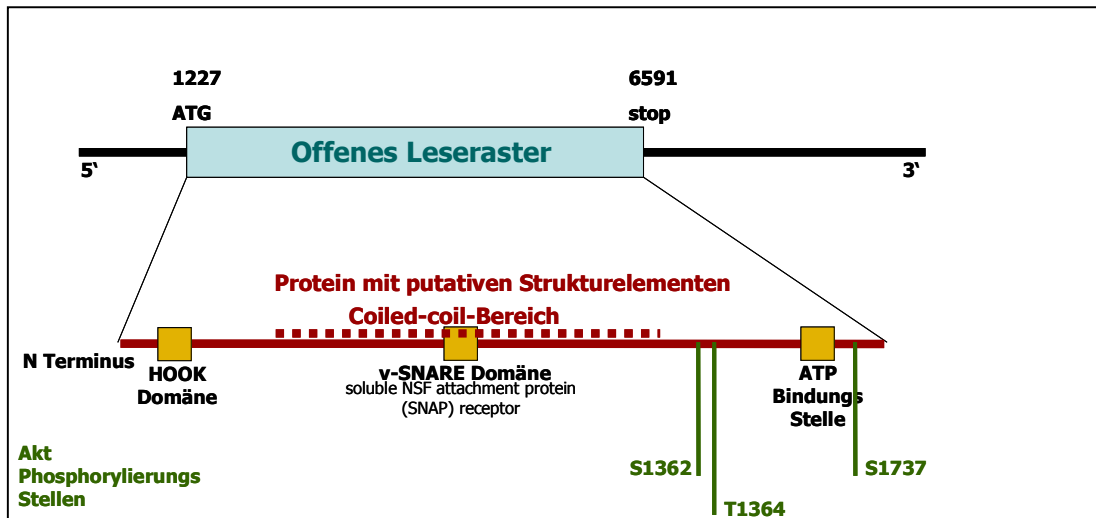 1227
ATG
6591
stop
Offenes Leseraster
5‘
3‘
Protein mit putativen Strukturelementen
Coiled-coil-Bereich
N Terminus
HOOK
Domäne
v-SNARE Domäne
soluble NSF attachment protein
(SNAP) receptor
ATP
Bindungs
Stelle
Akt
Phosphorylierungs
Stellen
S1362
T1364
S1737